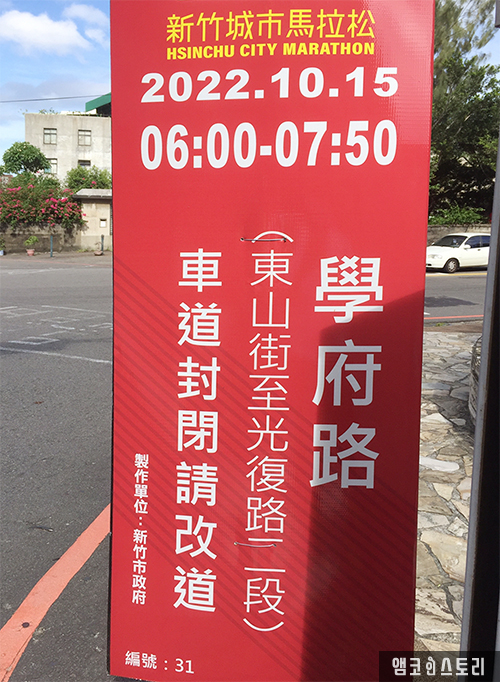 新竹城市馬拉松
HSINCHU CITY MARATHON
2022.10.15
06:00-07:50
學府路
（東山街至光復路二段）
車道封閉請改道
製作單位：新竹市政府
編號：31
앰코인스토리